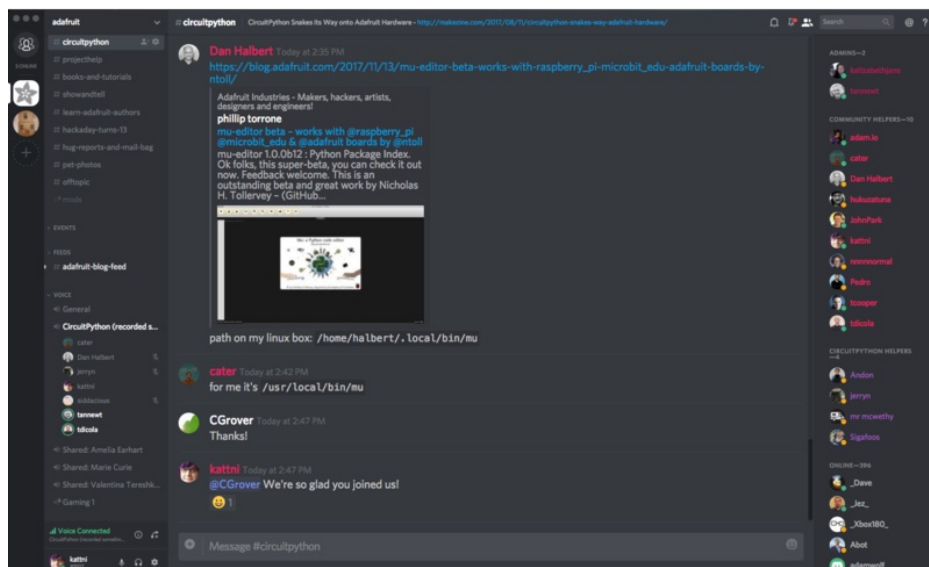 adafruit
# circuitpython
CircuitPython Snakes Its Way onto Adafruit Hardware - http://makezine.com/2017/08/11/circuitpython-snakes-way-adafruit-hardware/
Search
circuitpython
projecthelp
books-and-tutorials
showandtell
learn-adafruit-authors
hackaday-turns-13
hug-reports-and-mail-bag
pet-photos
offtopic
mods
EVENTS
FEEDS
adafruit-blog-feed
VOICE
General
CircuitPython (recorded s...
cater
Dan Halbert
jerryn
kattni
tannewt
tdicola
Shared: Amelia Earhart
Shared: Marie Curie
Shared: Valentina Tereshk...
Gaming 1
Voice Connected
kattni
Dan Halbert Today at 2:35 PM
https://blog.adafruit.com/2017/11/13/mu-editor-beta-works-with-raspberry_pi-microbit_edu-adafruit-boards-by-
ntoll/
Adafruit Industries - Makers, hackers, artists,
designers and engineers!
phillip torrone
mu-editor beta – works with @raspberry_pi
@microbit_edu & @adafruit boards by @ntoll
mu-editor 1.0.0b12 : Python Package Index.
Ok folks, this super-beta, you can check it out
now. Feedback welcome. This is an
outstanding beta and great work by Nicholas
H. Tollervey – (GitHub...
path on my linux box: /home/halbert/.local/bin/mu
cater Today at 2:42 PM
for me it's /usr/local/bin/mu
CGrover Today at 2:47 PM
Thanks!
kattni Today at 2:47 PM
@CGrover We're so glad you joined us!
1
Message #circuitpython
ADMINS—2
tannewt
COMMUNITY HELPERS—10
adam.io
cater
Dan Halbert
hukuzatuna
JohnPark
kattni
nnnnnormal
Pedro
tcooper
tdicola
CIRCUITPYTHON HELPERS
—4
Andon
jerryn
mr mcwethy
Sigafoos
ONLINE—396
_Dave
_Jez_
_Xbox180_
Abot